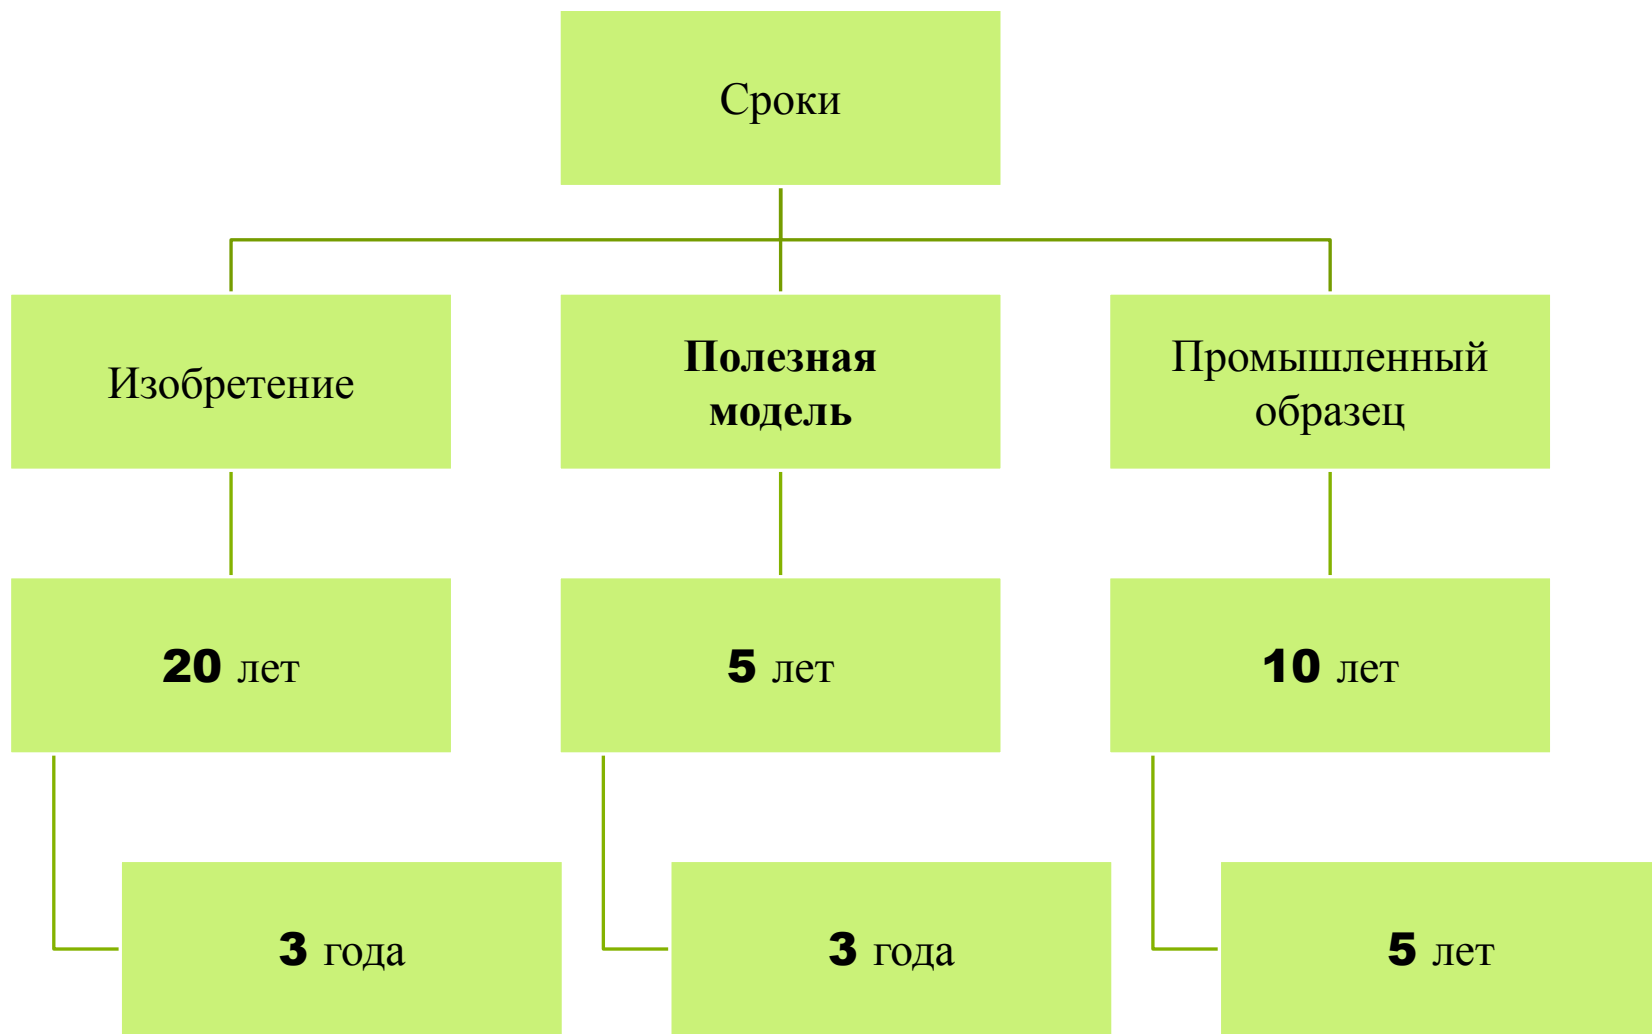 Сроки
Изобретение
Полезная
модель
Промышленный
образец
20 лет
5 лет
10 лет
3 года
3 года
5 лет